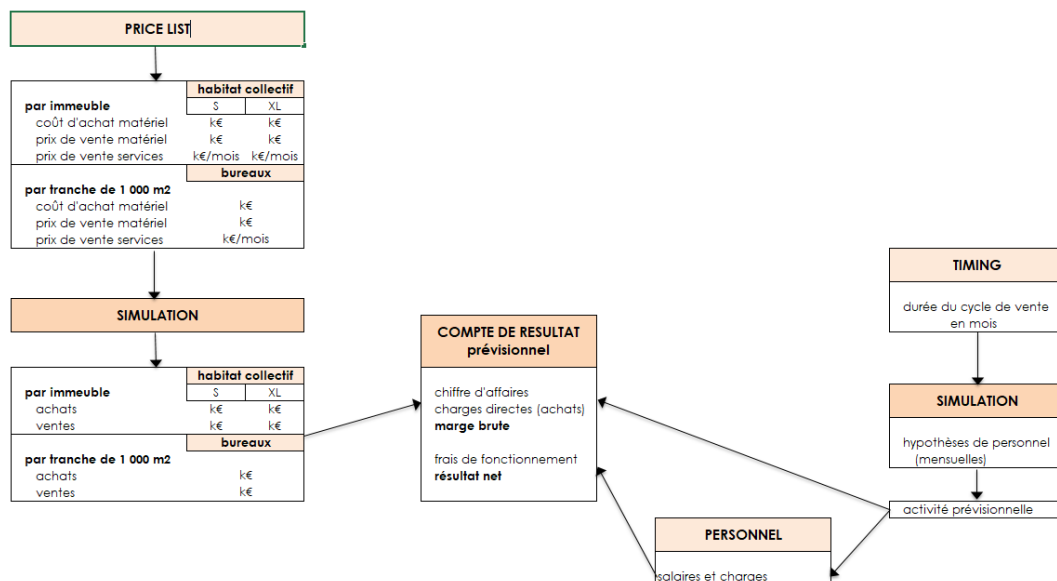 PRICE LIST
habitat collectif
par immeuble S XL
coût d'achat matériel k€ k€
prix de vente matériel k€ k€
prix de vente services k€/mois k€/mois
bureaux
par tranche de 1 000 m2
coût d'achat matériel k€
prix de vente matériel k€
prix de vente services k€/mois
SIMULATION
habitat collectif
par immeuble S XL
achats k€ k€
ventes k€ k€
bureaux
par tranche de 1 000 m2
achats k€
ventes k€
COMPTE DE RESULTAT
prévisionnel
chiffre d'affaires
charges directes (achats)
marge brute
frais de fonctionnement
résultat net
TIMING
durée du cycle de vente
en mois
SIMULATION
hypothèses de personnel
(mensuelles)
activité prévisionnelle
PERSONNEL
salaires et charges